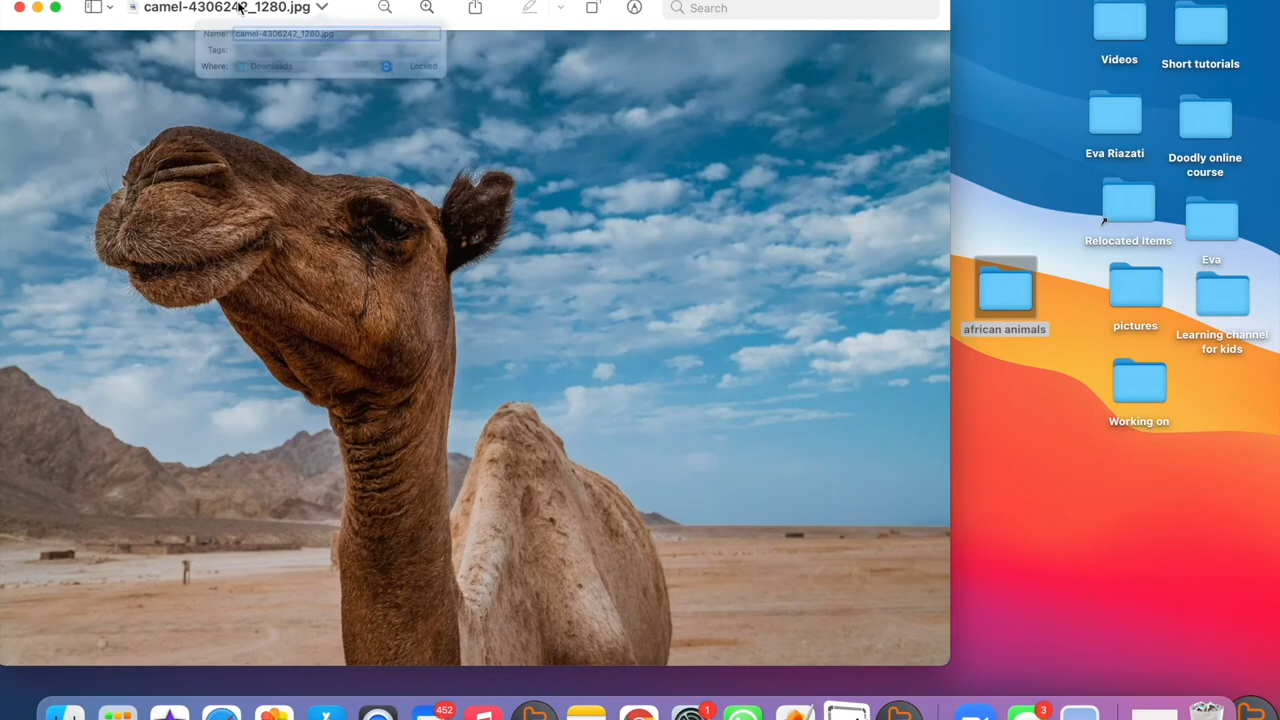 camel-4306242_1280.jpg
Search
Name: camel-4306242_1280.jpg
Tags:
Where: Downloads Locked
Videos
Short tutorials
Eva Riazati
Doodly online
course
Relocated Items
Eva
african animals
pictures
Learning channel
for kids
Working on
452
1
3